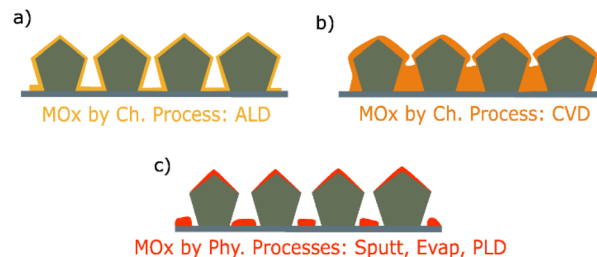 a)
MOx by Ch. Process: ALD
b)
MOx by Ch. Process: CVD
c)
MOx by Phy. Processes: Sputt, Evap, PLD